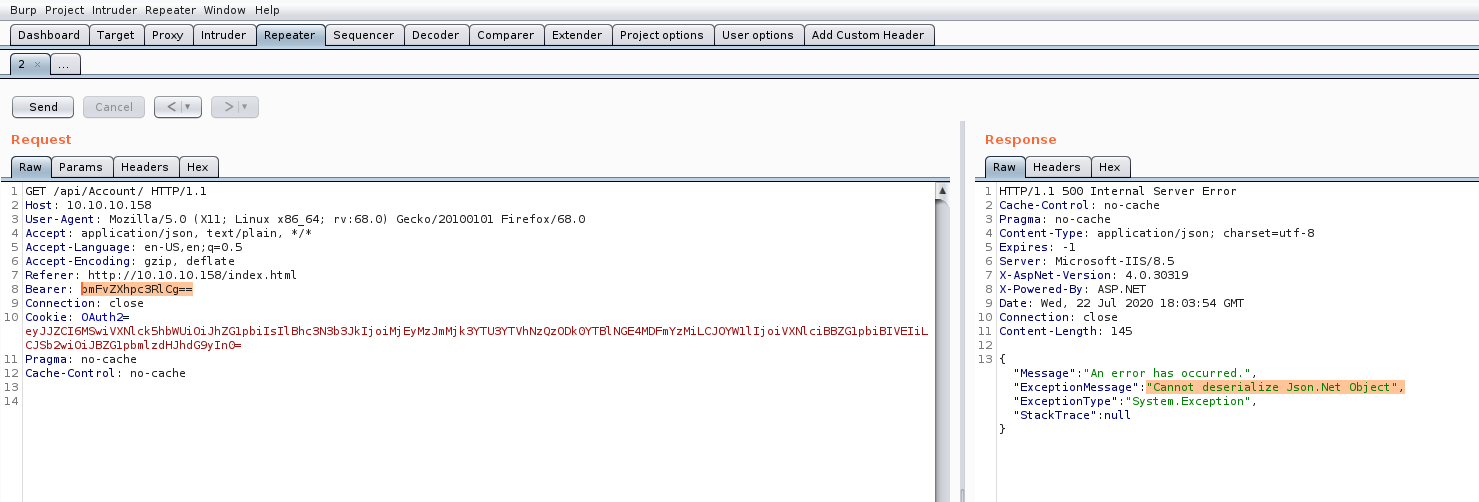 Burp Project Intruder Repeater Window Help
Dashboard Target Proxy Intruder Repeater Sequencer Decoder Comparer Extender Project options User options Add Custom Header
2 × ...
Send Cancel < > 
Request
Raw Params Headers Hex
1 GET /api/Account/ HTTP/1.1
2 Host: 10.10.10.158
3 User-Agent: Mozilla/5.0 (X11; Linux x86_64; rv:68.0) Gecko/20100101 Firefox/68.0
4 Accept: application/json, text/plain, */*
5 Accept-Language: en-US,en;q=0.5
6 Accept-Encoding: gzip, deflate
7 Referer: http://10.10.10.158/index.html
8 Bearer: bmFvZXhpc3RlCg==
9 Connection: close
10 Cookie: OAuth2=
eyJJZCI6MSwiVXNlck5hbWUiOiJhZG1pbiIsIlBhc3N3b3JkIjoiMjEyMzJmMjk3YTU3YTVhNzQzODk0YTBlNGE4MDFmYzMiLCJOYW1lIjoiVXNlciBBZG1pbiBIVEIiL
CJSb2wiOiJBZG1pbmlzdHJhdG9yIn0=
11 Pragma: no-cache
12 Cache-Control: no-cache
13
14
Response
Raw Headers Hex
1 HTTP/1.1 500 Internal Server Error
2 Cache-Control: no-cache
3 Pragma: no-cache
4 Content-Type: application/json; charset=utf-8
5 Expires: -1
6 Server: Microsoft-IIS/8.5
7 X-AspNet-Version: 4.0.30319
8 X-Powered-By: ASP.NET
9 Date: Wed, 22 Jul 2020 18:03:54 GMT
10 Connection: close
11 Content-Length: 145
12
13 {
"Message":"An error has occurred.",
"ExceptionMessage":"Cannot deserialize Json.Net Object",
"ExceptionType":"System.Exception",
"StackTrace":null
}